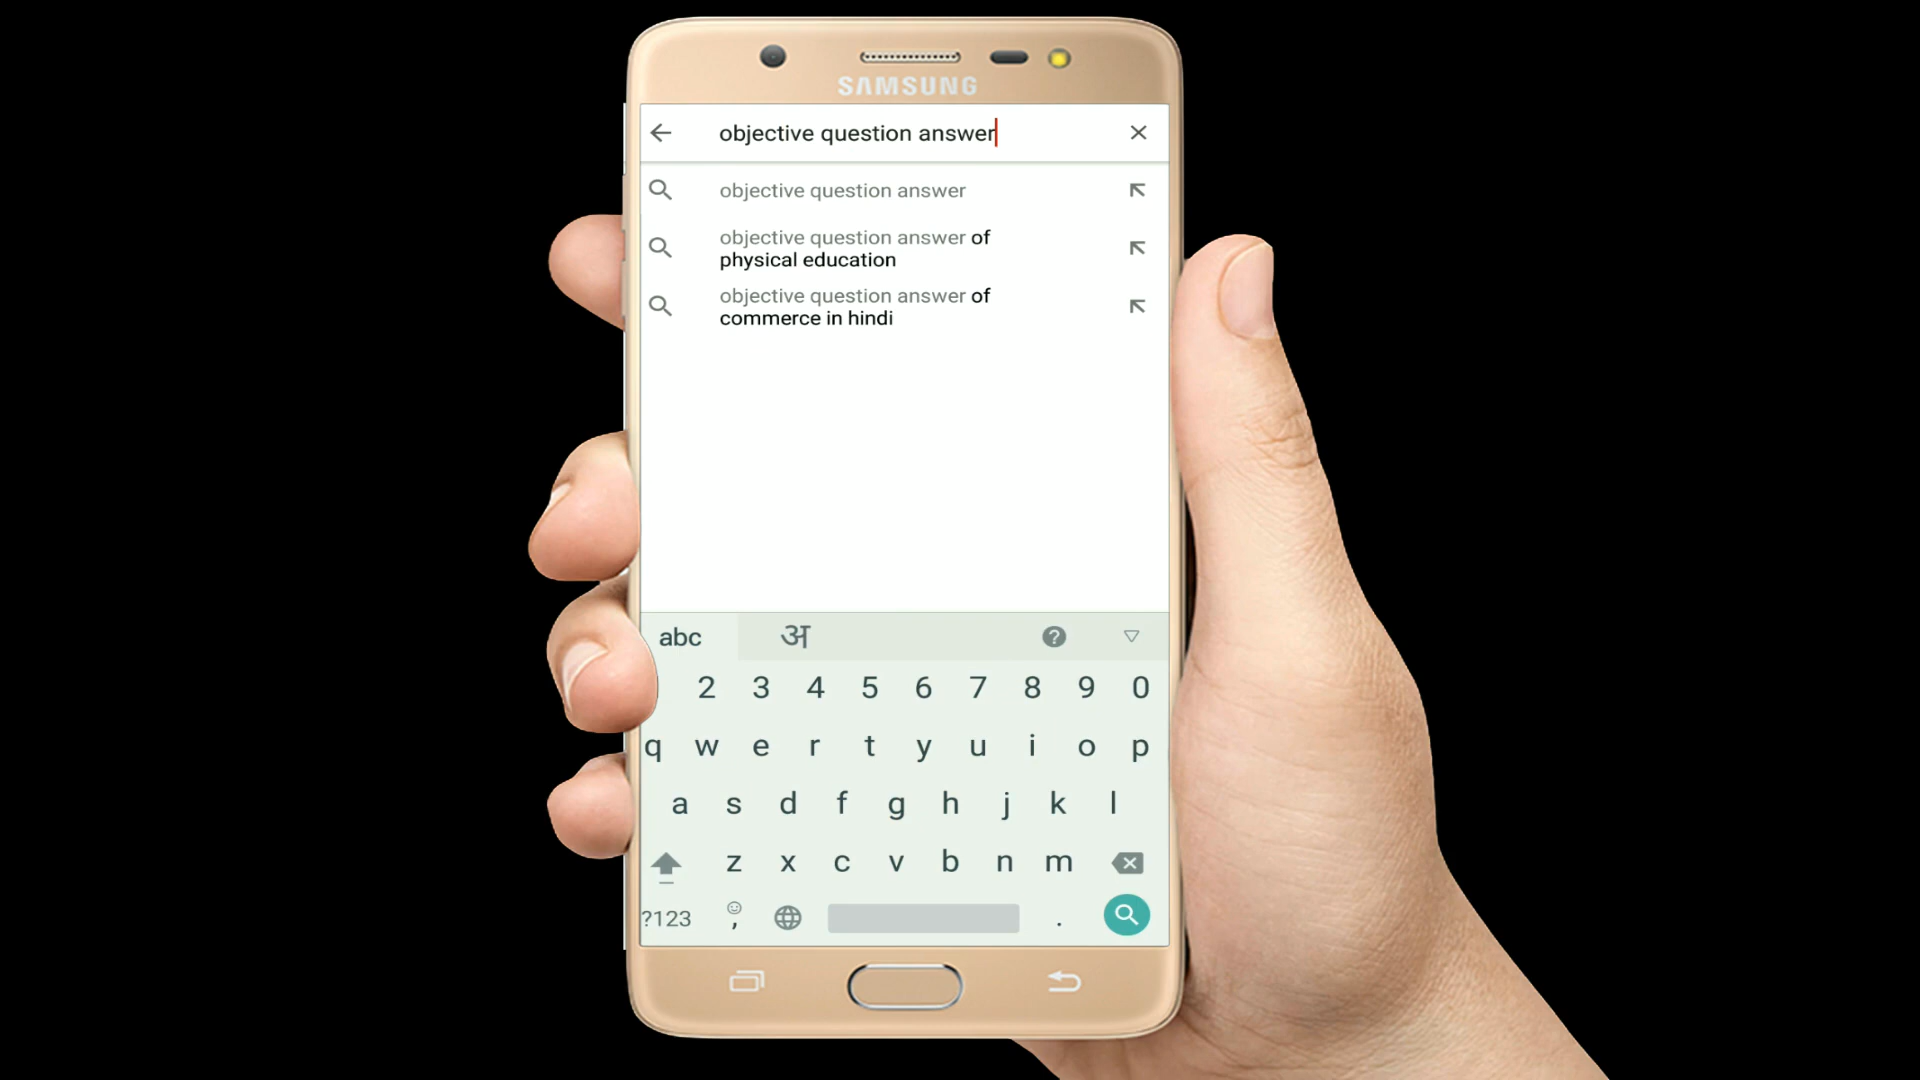 SAMSUNG
objective question answer
objective question answer
objective question answer of
physical education
objective question answer of
commerce in hindi
abc अ
2 3 4 5 6 7 8 9 0
q w e r t y u i o p
a s d f g h j k l
z x c v b n m
?123 , .